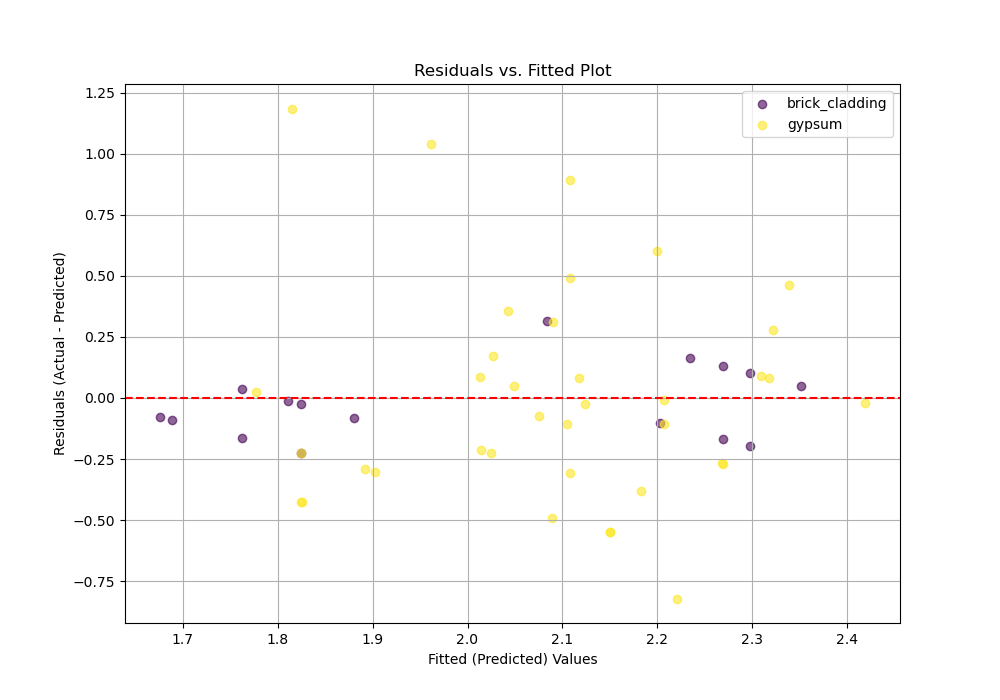 Residuals vs. Fitted Plot
brick_cladding
gypsum
1.25
1.00
0.75
0.50
0.25
0.00
−0.25
−0.50
−0.75
Residuals (Actual - Predicted)
1.7 1.8 1.9 2.0 2.1 2.2 2.3 2.4
Fitted (Predicted) Values